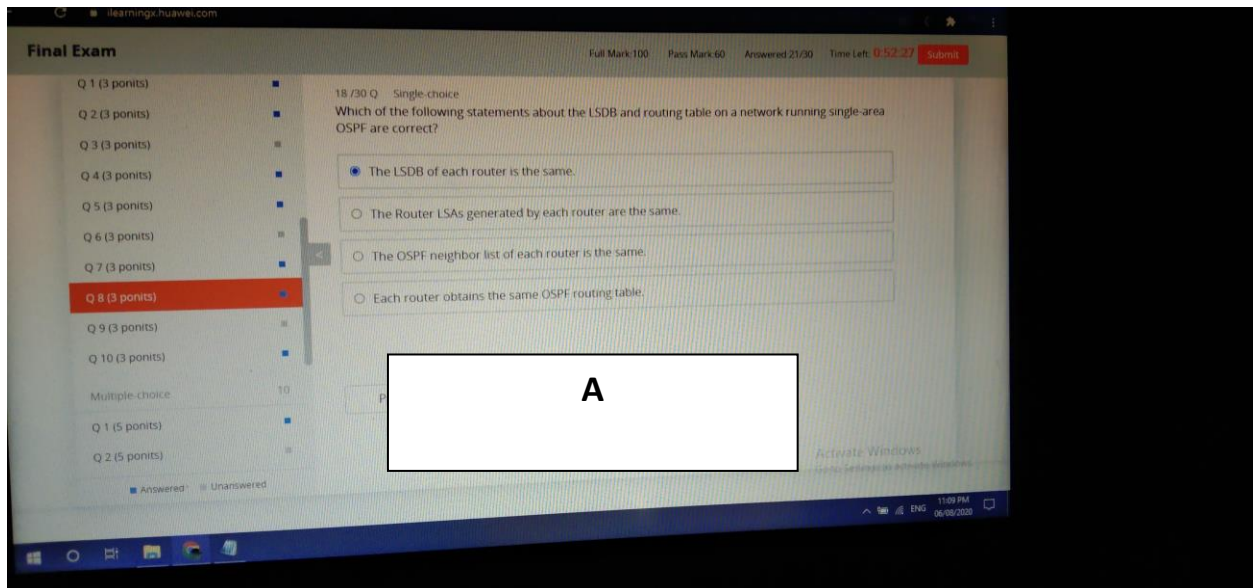 ilearningx.huawei.com
Final Exam
Full Mark:100 Pass Mark:60 Answered:21/30 Time Left: 0:52:27 Submit
Q 1 (3 ponits)
Q 2 (3 ponits)
Q 3 (3 ponits)
Q 4 (3 ponits)
Q 5 (3 ponits)
Q 6 (3 ponits)
Q 7 (3 ponits)
Q 8 (3 ponits)
Q 9 (3 ponits)
Q 10 (3 ponits)
Multiple-choice 10
Q 1 (5 ponits)
Q 2 (5 ponits)
Answered Unanswered
18 /30 Q Single-choice
Which of the following statements about the LSDB and routing table on a network running single-area
OSPF are correct?
The LSDB of each router is the same.
The Router LSAs generated by each router are the same.
The OSPF neighbor list of each router is the same.
Each router obtains the same OSPF routing table.
P
A
Activate Windows
Go to Settings to activate Windows.
ENG
11:09 PM
06/08/2020